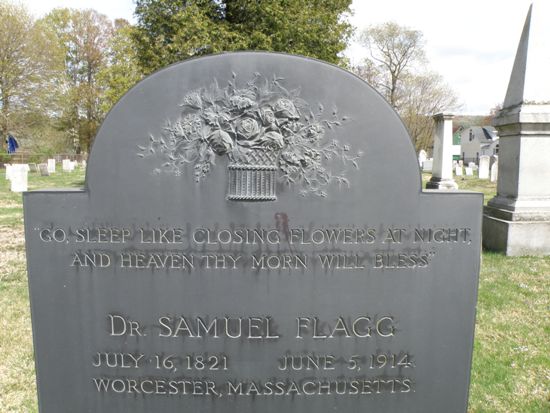 "GO, SLEEP LIKE CLOSING FLOWERS AT NIGHT,
AND HEAVEN THY MORN WILL BLESS"
DR. SAMUEL FLAGG
JULY·16, 1821 JUNE 5, 1914
WORCESTER, MASSACHUSETTS